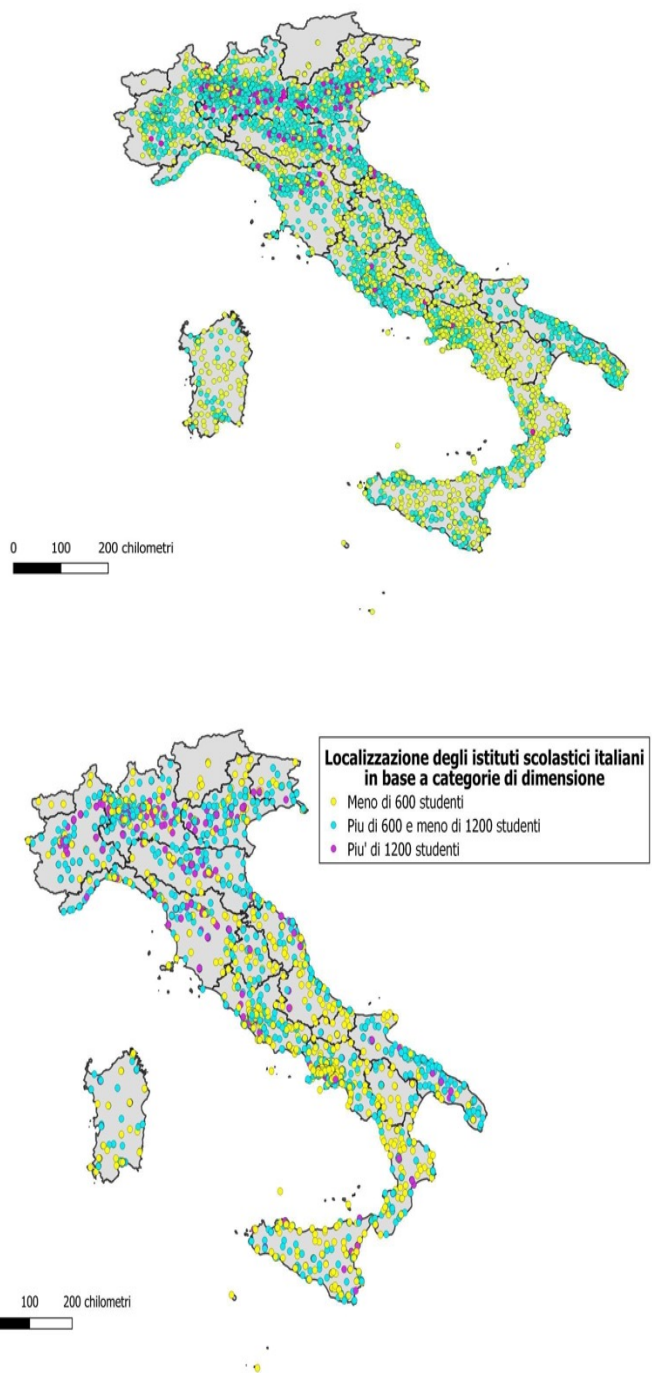 0 100 200 chilometri
Localizzazione degli istituti scolastici italiani
in base a categorie di dimensione
Meno di 600 studenti
Piu di 600 e meno di 1200 studenti
Piu' di 1200 studenti
100 200 chilometri